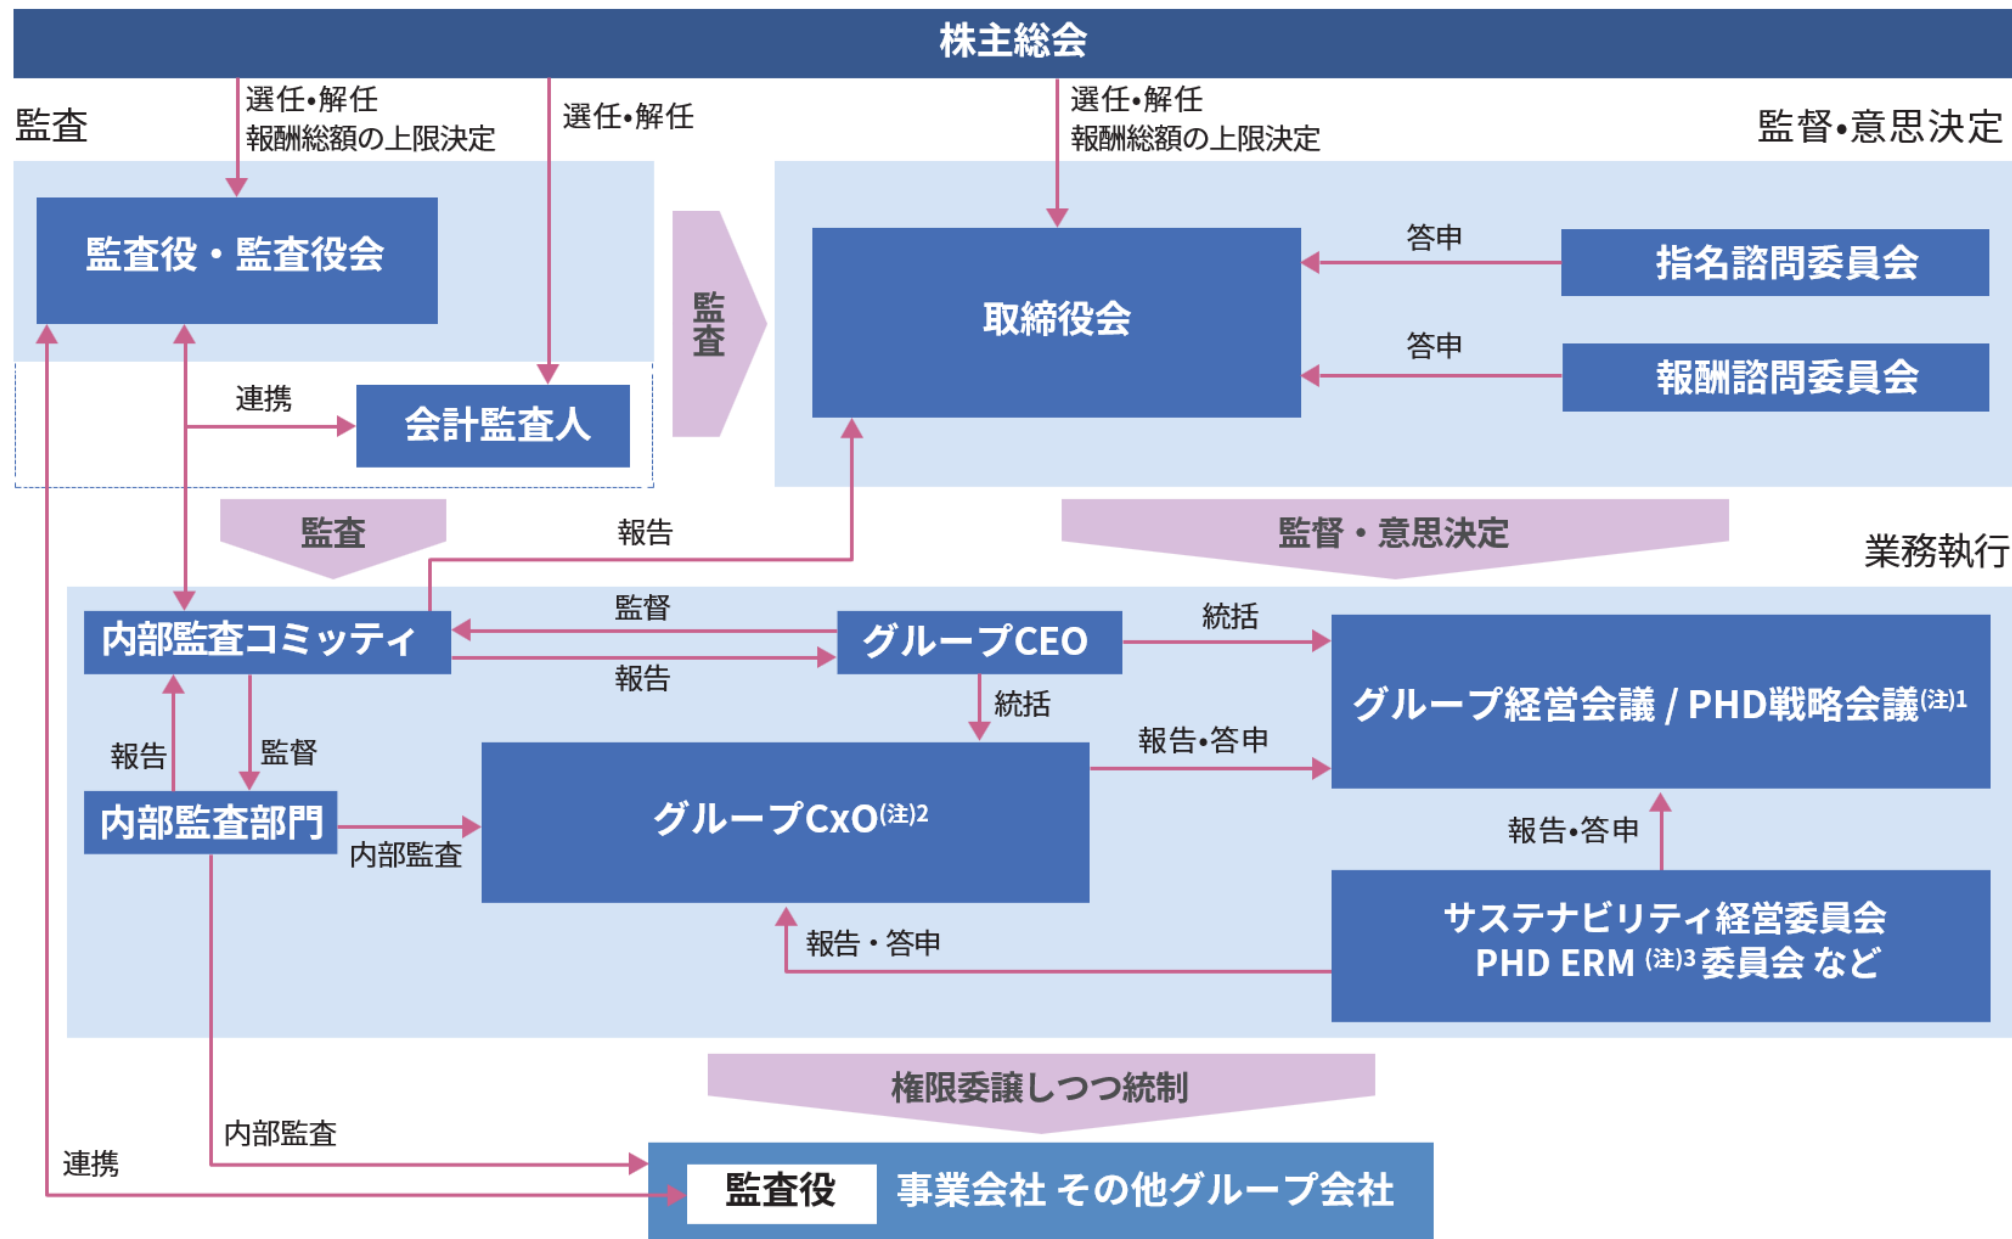 株主総会
監査
選任•解任
報酬総額の上限決定
選任•解任
選任•解任
報酬総額の上限決定
監督•意思決定
監査役・監査役会
監査
取締役会
答申
指名諮問委員会
答申
報酬諮問委員会
連携
会計監査人
監査
報告
監督・意思決定
業務執行
内部監査コミッティ
監督
報告
グループCEO
統括
統括
グループ経営会議 / PHD戦略会議(注)1
報告
監督
報告•答申
内部監査部門
内部監査
グループCxO(注)2
報告•答申
報告・答申
サステナビリティ経営委員会
PHD ERM (注)3 委員会 など
権限委譲しつつ統制
内部監査
連携
監査役
事業会社 その他グループ会社